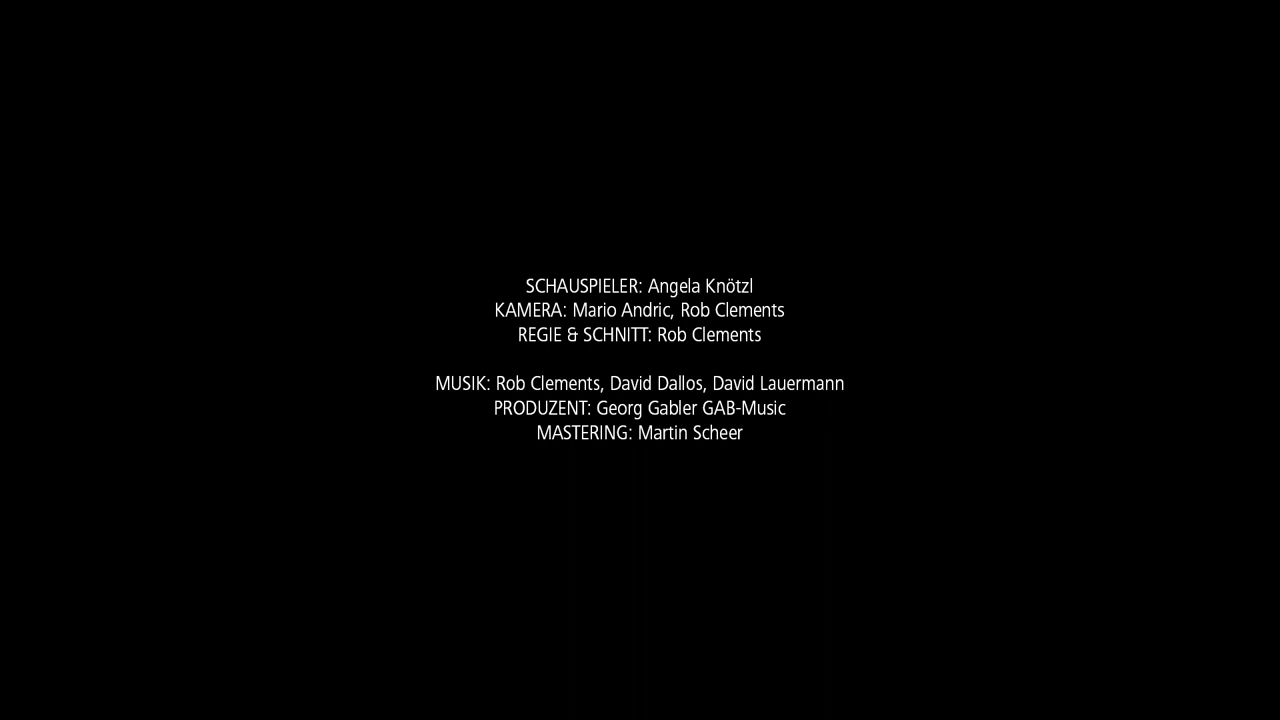 SCHAUSPIELER: Angela Knötzl
KAMERA: Mario Andric, Rob Clements
REGIE & SCHNITT: Rob Clements
MUSIK: Rob Clements, David Dallos, David Lauermann
PRODUZENT: Georg Gabler GAB-Music
MASTERING: Martin Scheer